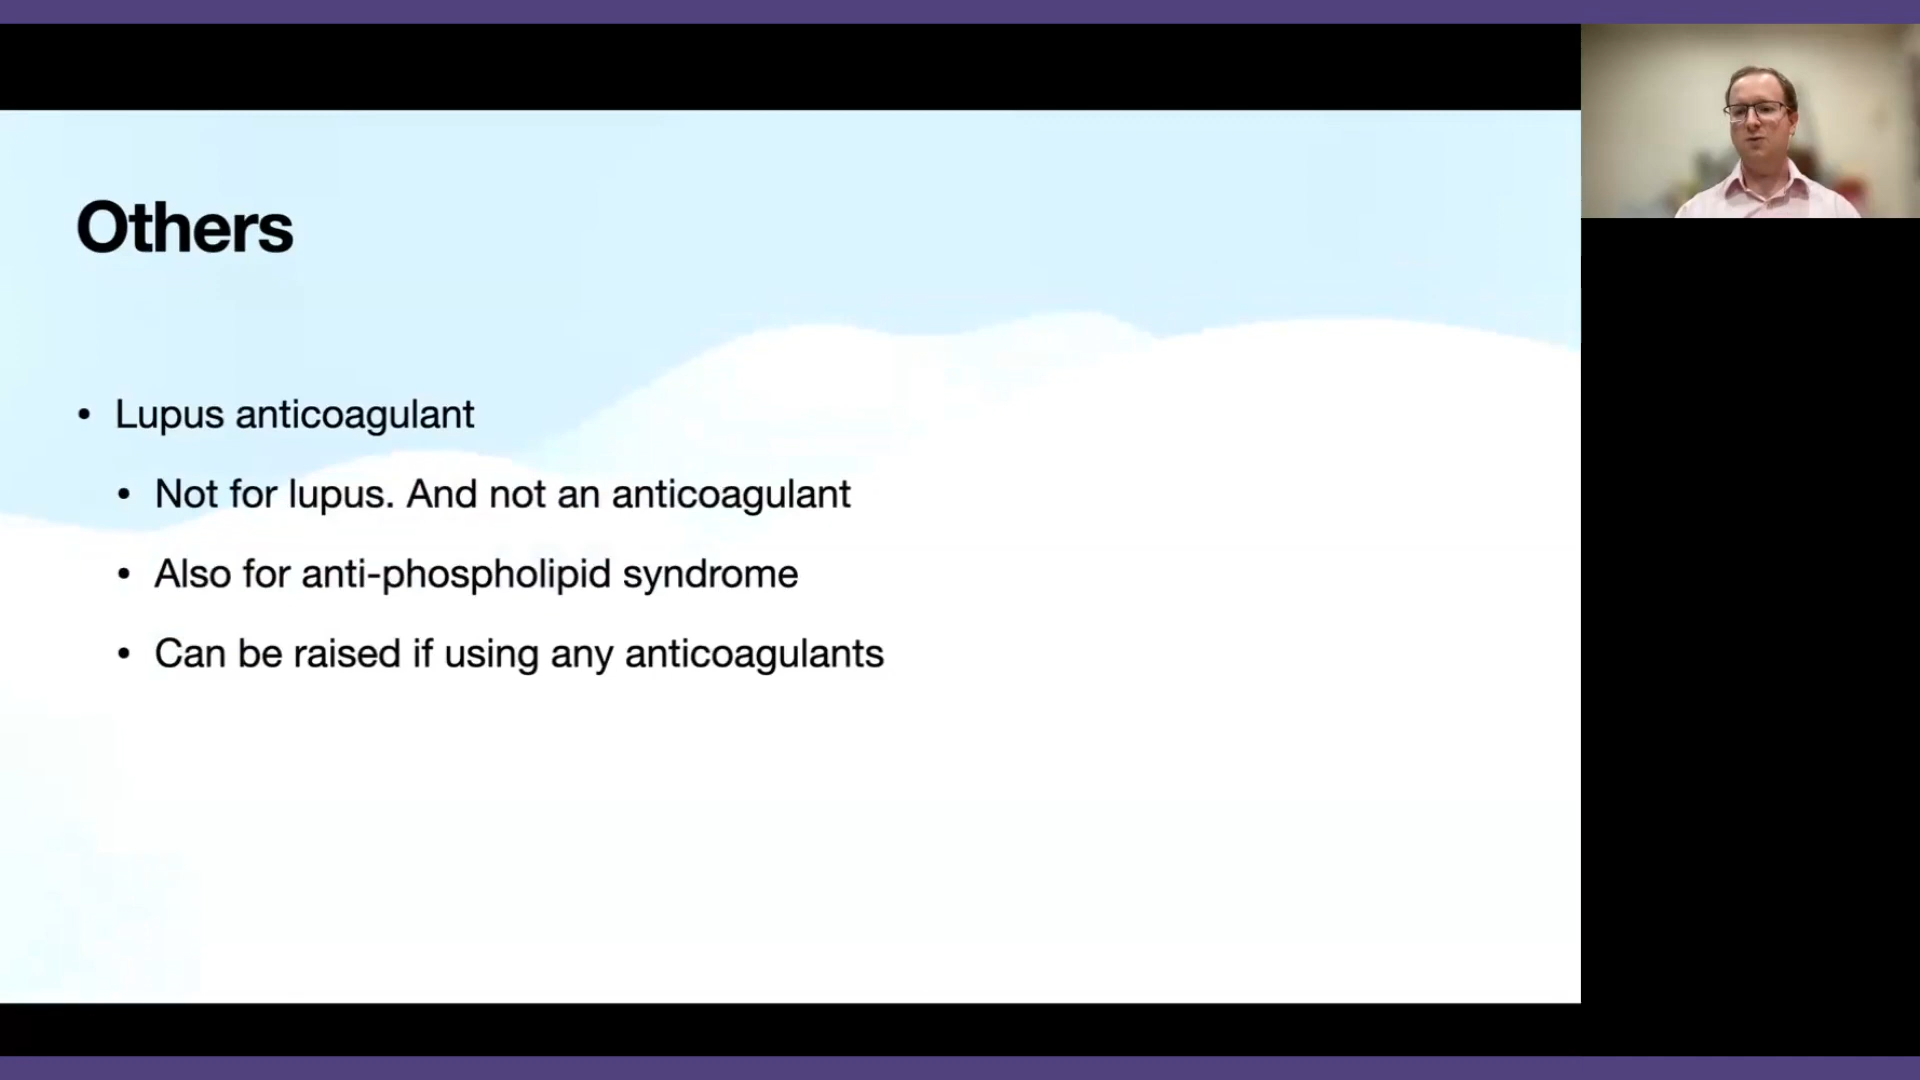 Others
• Lupus anticoagulant
• Not for lupus. And not an anticoagulant
• Also for anti-phospholipid syndrome
• Can be raised if using any anticoagulants